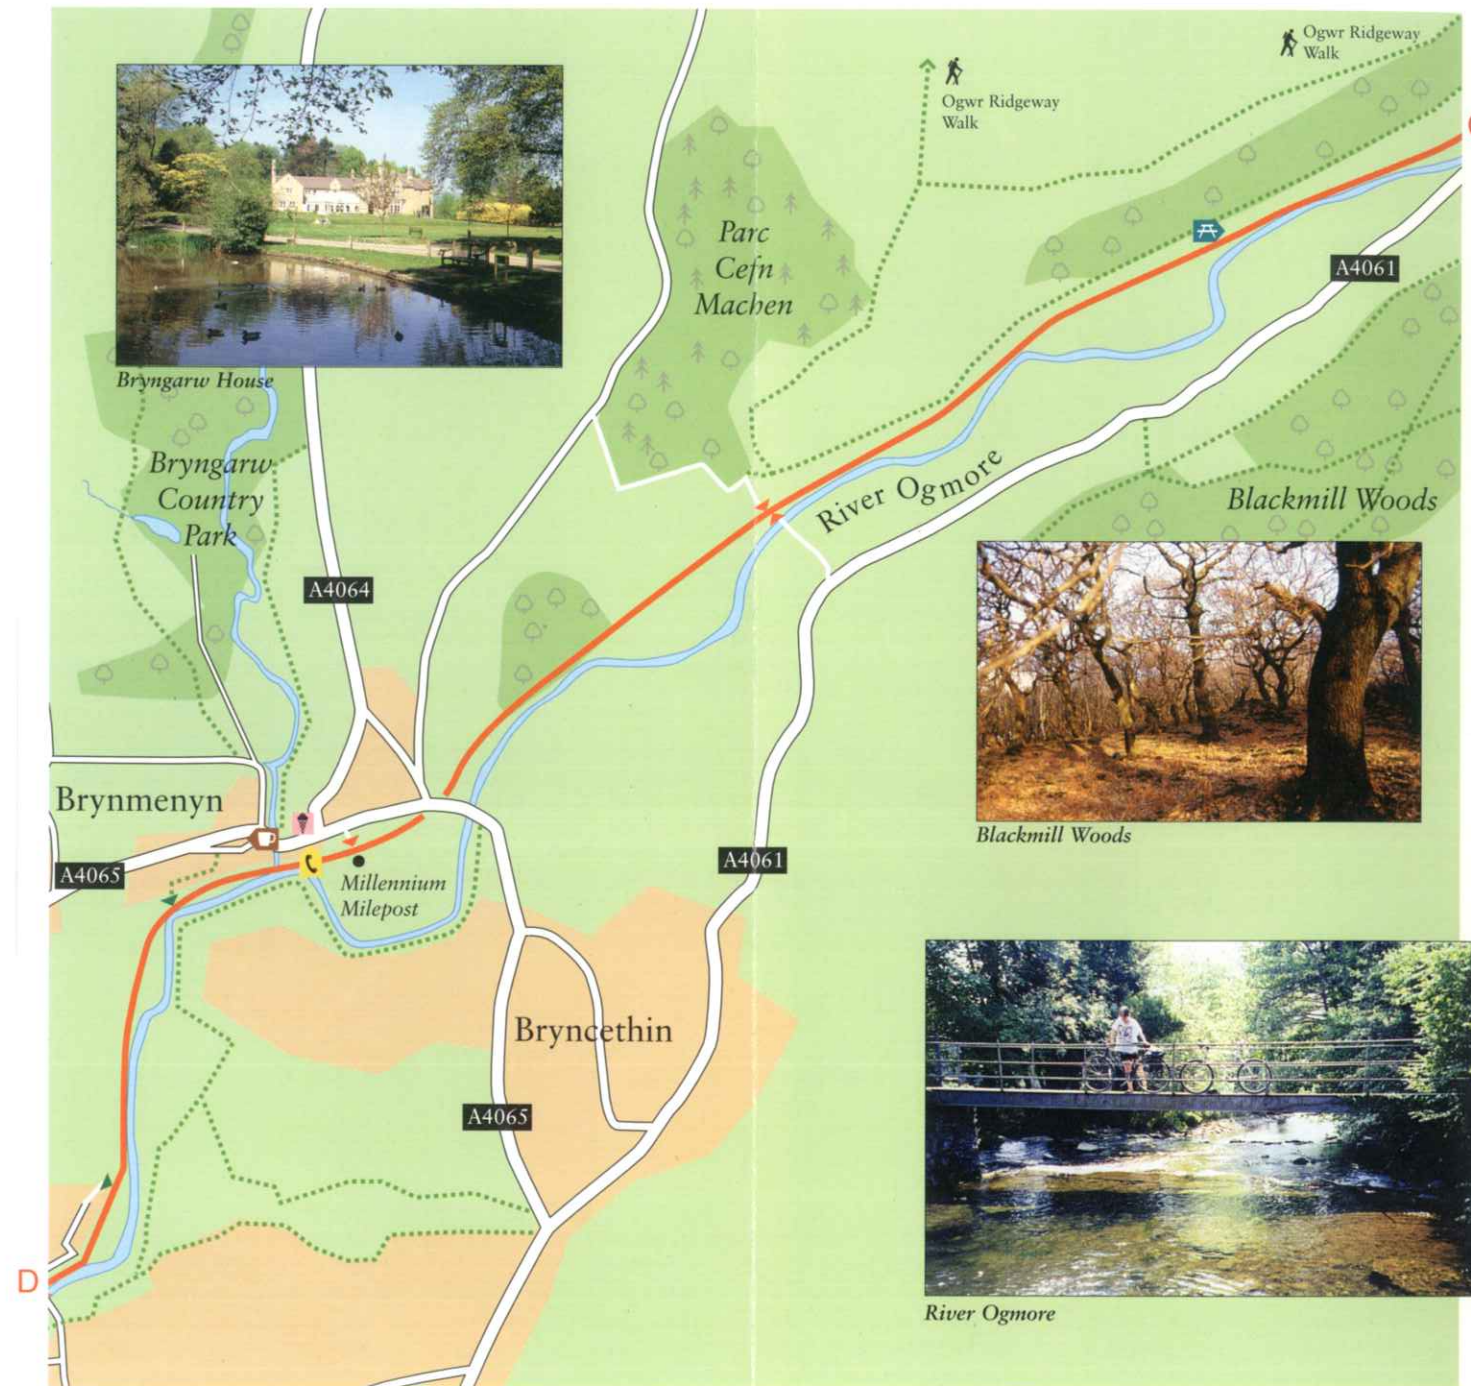 Ogwr Ridgeway
Walk
Ogwr Ridgeway
Walk
Parc
Cefn
Machen
A4061
Bryngarw House
Bryngarw
Country
Park
River Ogmore
Blackmill Woods
A4064
Brynmenyn
Blackmill Woods
A4065
A4061
Millennium
Milepost
Bryncethin
A4065
D
River Ogmore